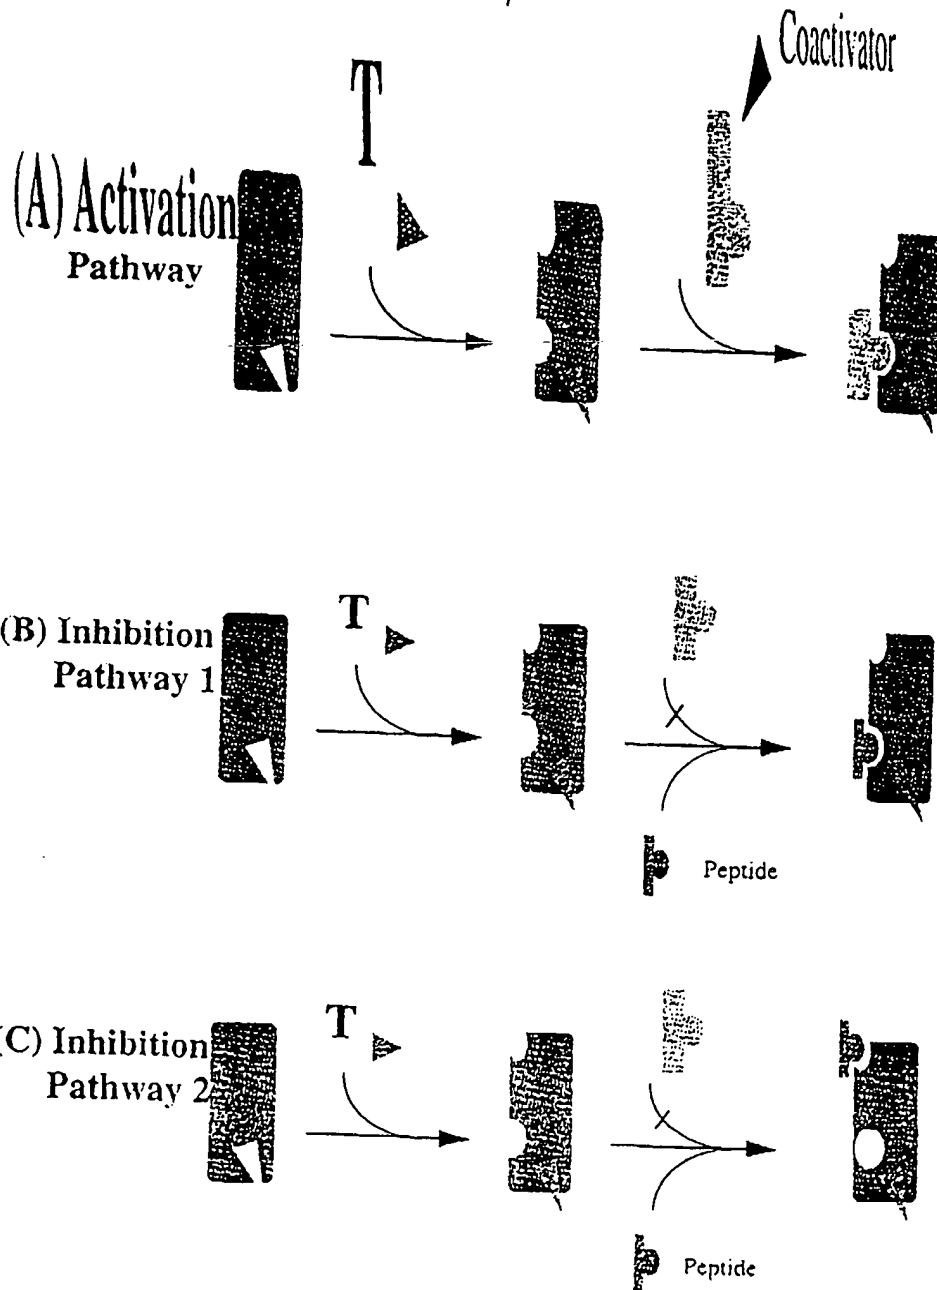 Coactivator
T
(A) Activation
Pathway
T
(B) Inhibition
Pathway 1
Peptide
T
(C) Inhibition
Pathway 2
Peptide